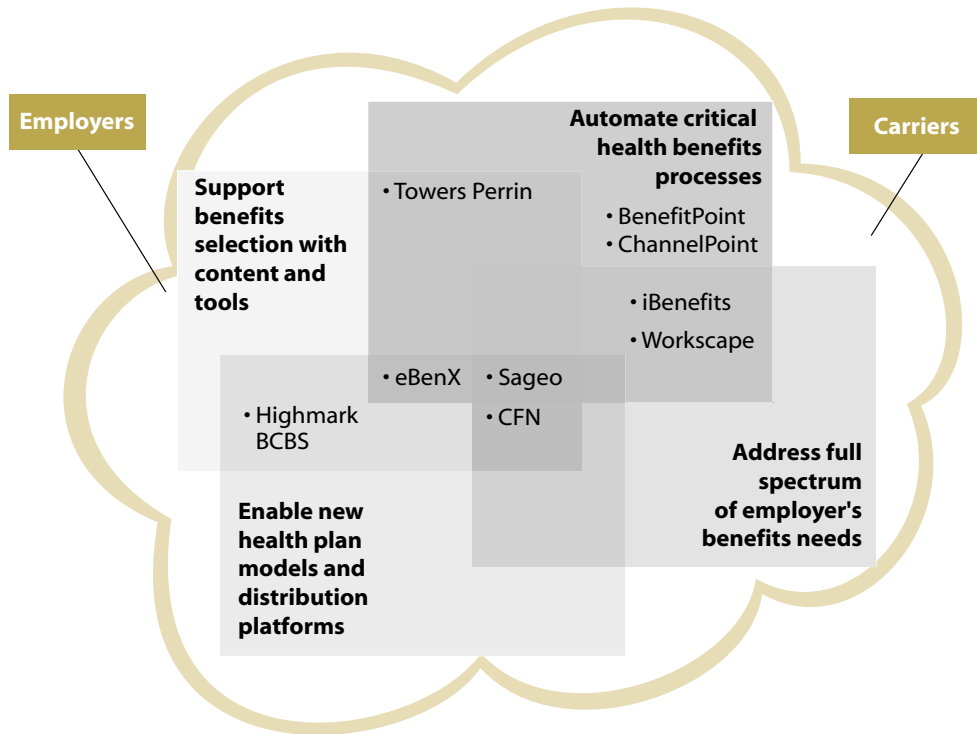 Employers
Carriers
Automate critical
health benefits
processes
Support
benefits
selection with
content and
tools
• Towers Perrin
• BenefitPoint
• ChannelPoint
• iBenefits
• Workscape
• eBenX
• Sageo
• Highmark
BCBS
• CFN
Address full
spectrum
of employer's
benefits needs
Enable new
health plan
models and
distribution
platforms